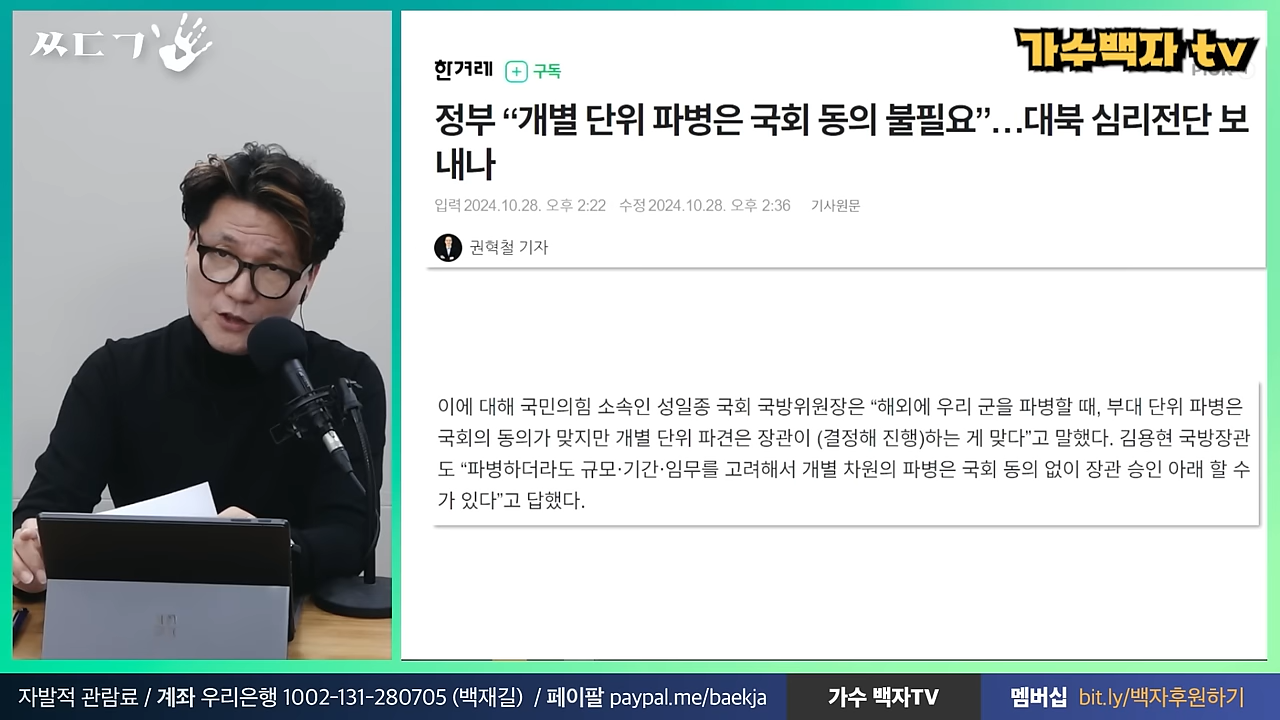 ㅆㄷㄱ
가수백자 tv
한겨레 + 구독
정부 “개별 단위 파병은 국회 동의 불필요”…대북 심리전단 보
내나
입력 2024.10.28. 오후 2:22 수정 2024.10.28. 오후 2:36 기사원문
권혁철 기자
이에 대해 국민의힘 소속인 성일종 국회 국방위원장은 “해외에 우리 군을 파병할 때, 부대 단위 파병은
국회의 동의가 맞지만 개별 단위 파견은 장관이 (결정해 진행)하는 게 맞다”고 말했다. 김용현 국방장관
도 “파병하더라도 규모·기간·임무를 고려해서 개별 차원의 파병은 국회 동의 없이 장관 승인 아래 할 수
가 있다”고 답했다.
자발적 관람료 / 계좌 우리은행 1002-131-280705 (백재길) / 페이팔 paypal.me/baekja
가수 백자TV
멤버십 bit.ly/백자후원하기